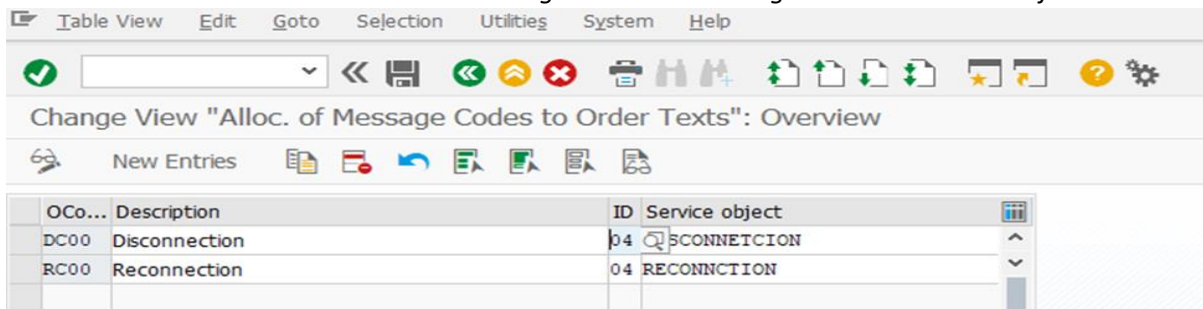 Table View Edit Goto Selection Utilities System Help
Change View "Alloc. of Message Codes to Order Texts": Overview
New Entries
OCo... Description ID Service object
DC00 Disconnection 04 SCONNETCION
RC00 Reconnection 04 RECONNCTION